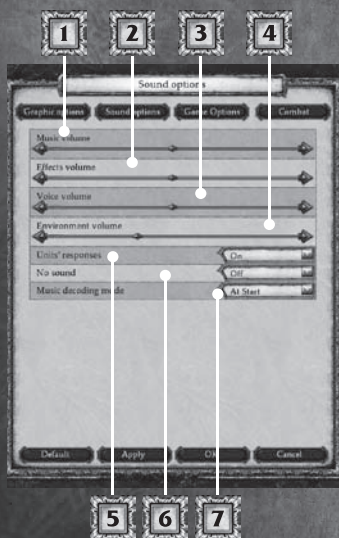 1 2 3 4
Sound options
Graphic options Sound options Game Options Combat
Music volume
Effects volume
Voice volume
Environment volume
Units' responses On
No sound Off
Music decoding mode At Start
Default Apply OK Cancel
5 6 7